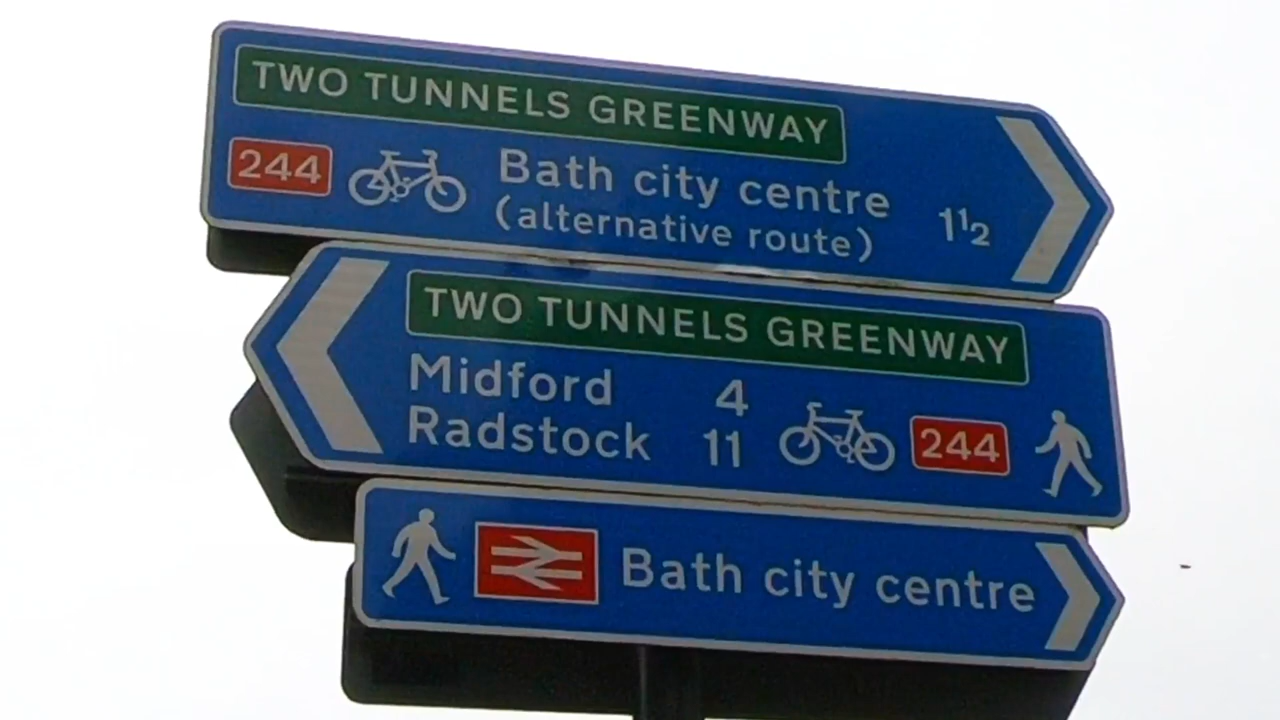 TWO TUNNELS GREENWAY
244 Bath city centre 1½
(alternative route)
TWO TUNNELS GREENWAY
Midford 4
Radstock 11 244
Bath city centre